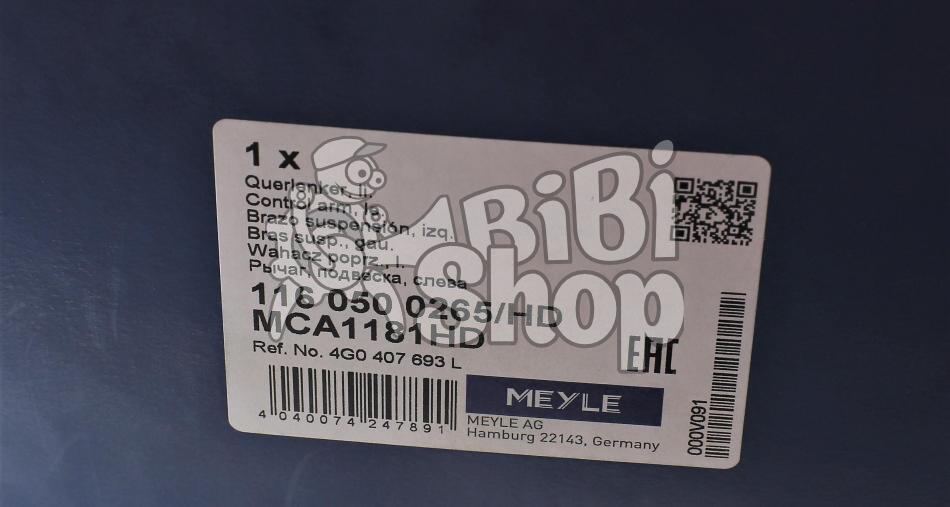 1 x
Querlenker, li.
Control arm, le.
Brazo suspensión, izq.
Bras susp., gau.
Wahacz poprz., l.
Рычаг, подвеска, слева
116 050 0265/HD
MCA1181HD
Ref. No. 4G0 407 693 L
EAC
4 040074 247891
MEYLE
MEYLE AG
Hamburg 22143, Germany
000V091
BiBi
Shop